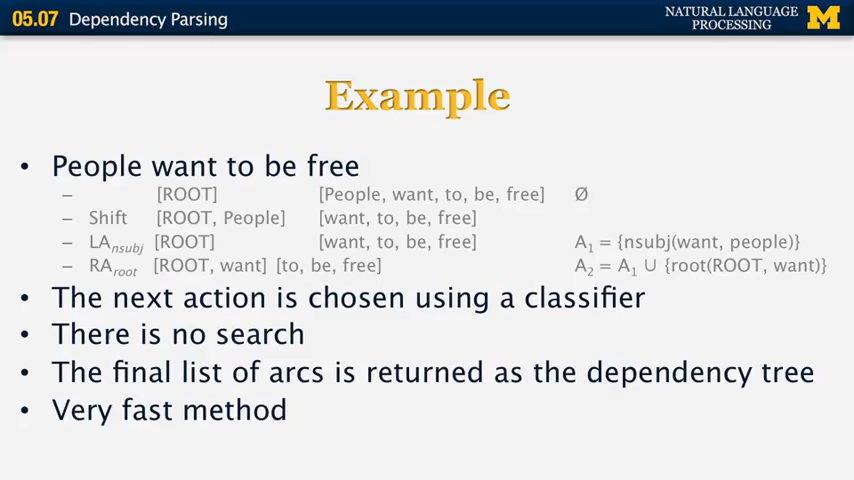 05.07 Dependency Parsing
NATURAL LANGUAGE
PROCESSING
M
Example
• People want to be free
– [ROOT] [People, want, to, be, free] Ø
– Shift [ROOT, People] [want, to, be, free]
– LAnsubj [ROOT] [want, to, be, free] A1 = {nsubj(want, people)}
– RAroot [ROOT, want] [to, be, free] A2 = A1 ∪ {root(ROOT, want)}
• The next action is chosen using a classifier
• There is no search
• The final list of arcs is returned as the dependency tree
• Very fast method